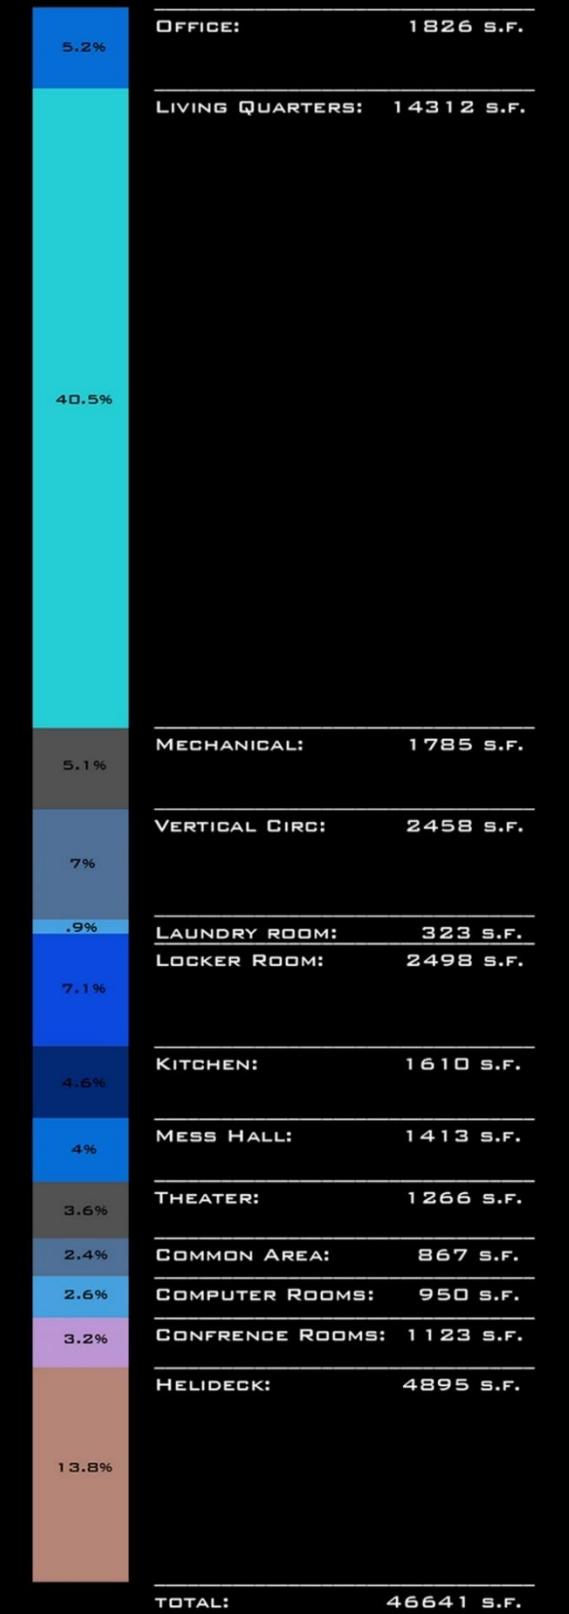 OFFICE: 1826 S.F.
5.2%
LIVING QUARTERS: 14312 S.F.
40.5%
MECHANICAL: 1785 S.F.
5.1%
VERTICAL CIRC: 2458 S.F.
7%
.9%
LAUNDRY ROOM: 323 S.F.
LOCKER ROOM: 2498 S.F.
7.1%
KITCHEN: 1610 S.F.
4.6%
MESS HALL: 1413 S.F.
4%
THEATER: 1266 S.F.
3.6%
COMMON AREA: 867 S.F.
2.4%
COMPUTER ROOMS: 950 S.F.
2.6%
CONFRENCE ROOMS: 1123 S.F.
3.2%
HELIDECK: 4895 S.F.
13.8%
TOTAL: 46641 S.F.